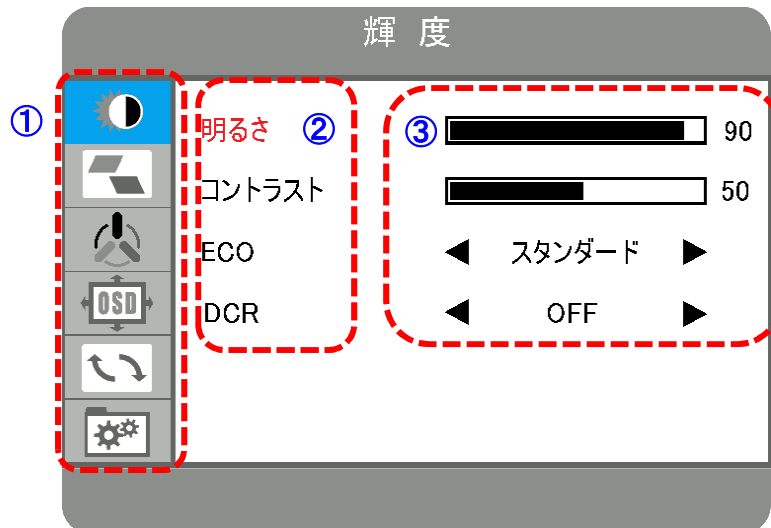 輝 度
①
明るさ ② ③ 90
コントラスト 50
ECO ◀ スタンダード ▶
OSD
DCR ◀ OFF ▶